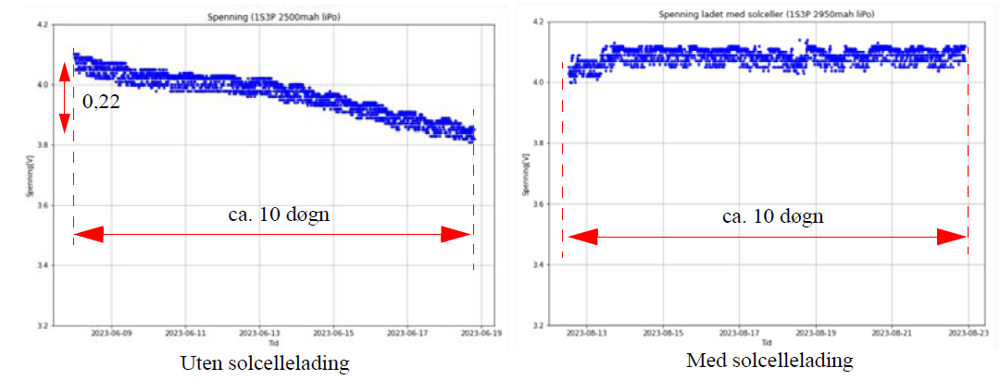 Spenning (1S3P 2500mah liPo)
4.2
4.0
3.8
3.6
3.4
3.2
Spenning[V]
0,22
ca. 10 døgn
2023-06-09 2023-06-11 2023-06-13 2023-06-15 2023-06-17 2023-06-19
Tid
Uten solcellelading
Spenning ladet med solceller (1S3P 2950mah liPo)
4.2
4.0
3.8
3.6
3.4
3.2
Spenning[V]
ca. 10 døgn
2023-08-13 2023-08-15 2023-08-17 2023-08-19 2023-08-21 2023-08-23
Tid
Med solcellelading